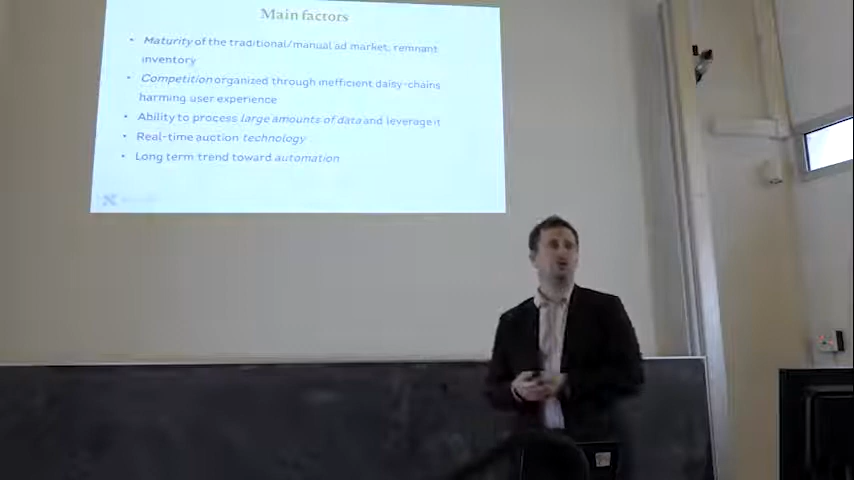 Main factors
• Maturity of the traditional/manual ad market, remnant
inventory
• Competition organized through inefficient daisy-chains
harming user experience
• Ability to process large amounts of data and leverage it
• Real-time auction technology
• Long term trend toward automation